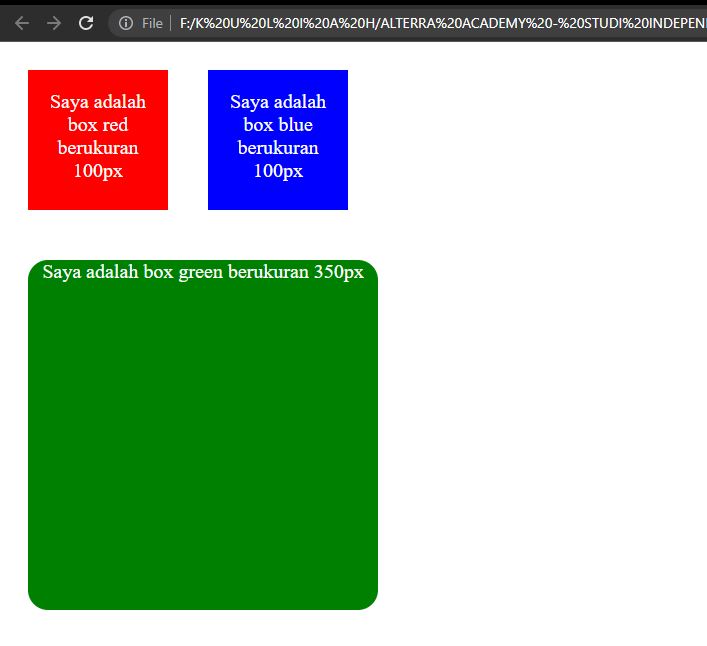 File F:/K%20U%20L%20I%20A%20H/ALTERRA%20ACADEMY%20-%20STUDI%20INDEPEN
Saya adalah
box red
berukuran
100px
Saya adalah
box blue
berukuran
100px
Saya adalah box green berukuran 350px